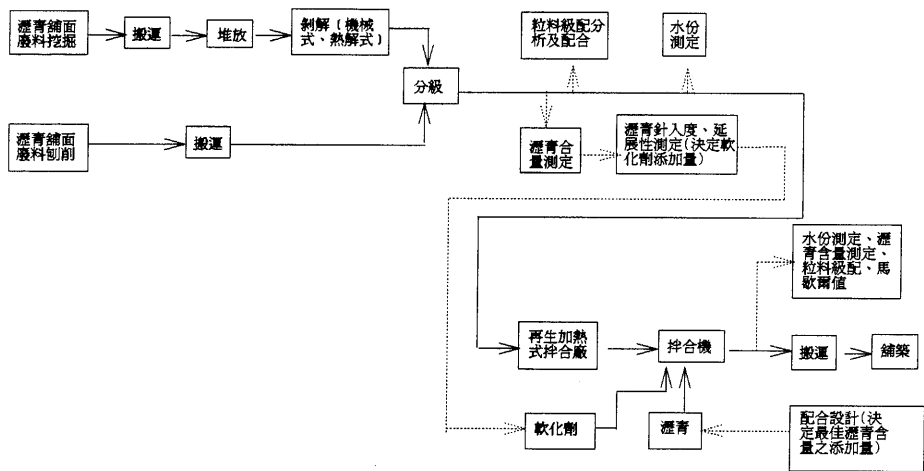 瀝青舖面
廢料挖掘
搬運
堆放
剝解(機械
式、熱解式)
粒料級配分
析及配合
水份
測定
分級
瀝青舖面
廢料刨削
搬運
瀝青含
量測定
瀝青針入度、延
展性測定(決定軟
化劑添加量)
水份測定、瀝
青含量測定、
粒料級配、馬
歇爾值
再生加熱
式拌合廠
拌合機
搬運
舖築
軟化劑
瀝青
配合設計(決
定最佳瀝青含
量之添加量)